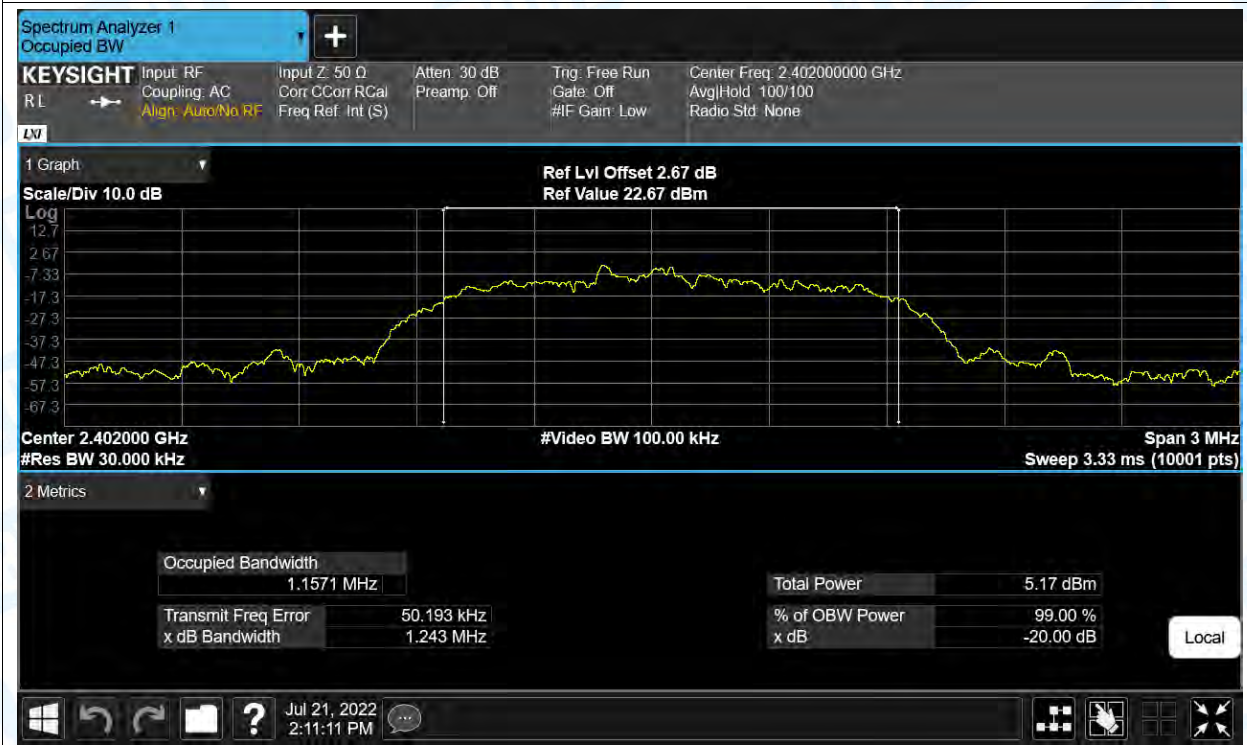 Spectrum Analyzer 1
Occupied BW
+
KEYSIGHT Input: RF Input Z: 50 Ω Atten: 30 dB Trig: Free Run Center Freq: 2.402000000 GHz
R L Coupling: AC Corr CCorr RCal Preamp: Off Gate: Off Avg|Hold: 100/100
Align: Auto/No RF Freq Ref: Int (S) #IF Gain: Low Radio Std: None
LXI
1 Graph
Ref Lvl Offset 2.67 dB
Scale/Div 10.0 dB Ref Value 22.67 dBm
Log
12.7
2.67
-7.33
-17.3
-27.3
-37.3
-47.3
-57.3
-67.3
Center 2.402000 GHz #Video BW 100.00 kHz Span 3 MHz
#Res BW 30.000 kHz Sweep 3.33 ms (10001 pts)
2 Metrics
Occupied Bandwidth
1.1571 MHz Total Power 5.17 dBm
Transmit Freq Error 50.193 kHz % of OBW Power 99.00 %
x dB Bandwidth 1.243 MHz x dB -20.00 dB
Local
? Jul 21, 2022
2:11:11 PM